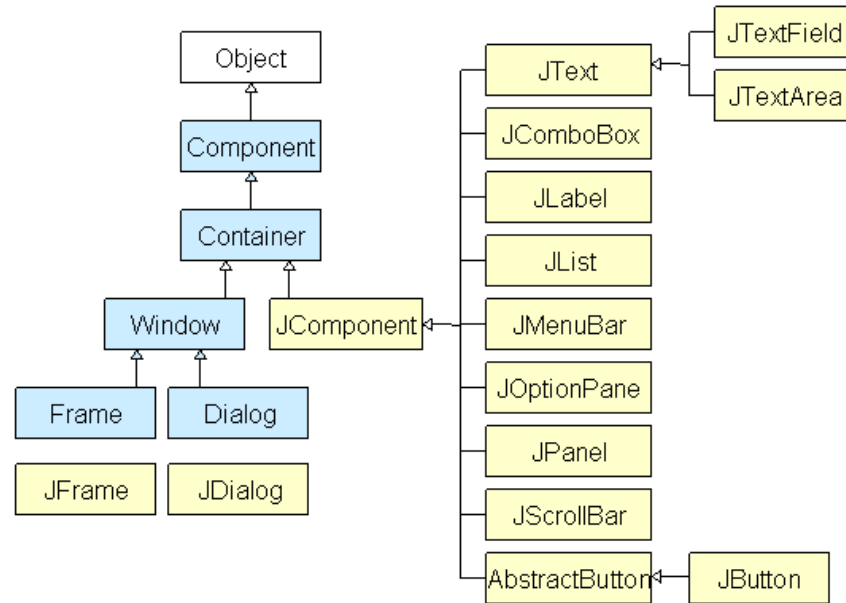 Object
Component
Container
Window
JComponent
Frame
Dialog
JFrame
JDialog
JText
JComboBox
JLabel
JList
JMenuBar
JOptionPane
JPanel
JScrollBar
AbstractButton
JTextField
JTextArea
JButton